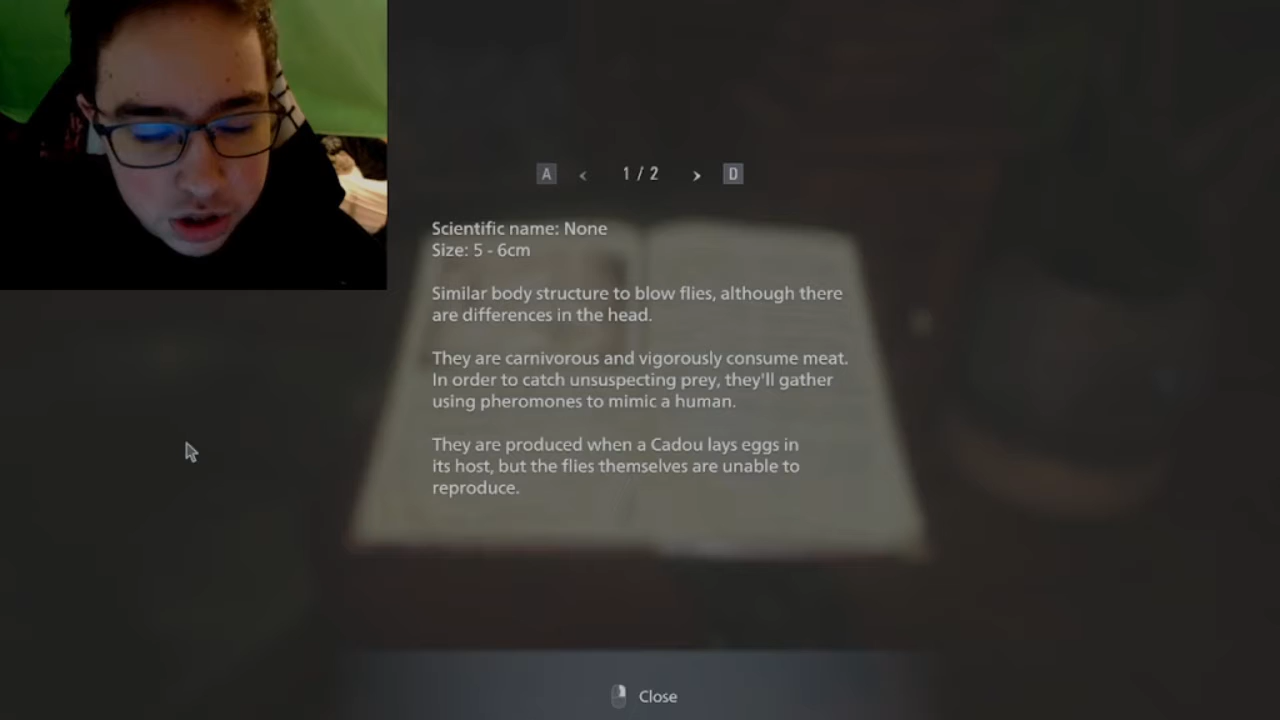 A < 1 / 2 > D
Scientific name: None
Size: 5 - 6cm
Similar body structure to blow flies, although there
are differences in the head.
They are carnivorous and vigorously consume meat.
In order to catch unsuspecting prey, they'll gather
using pheromones to mimic a human.
They are produced when a Cadou lays eggs in
its host, but the flies themselves are unable to
reproduce.
Close